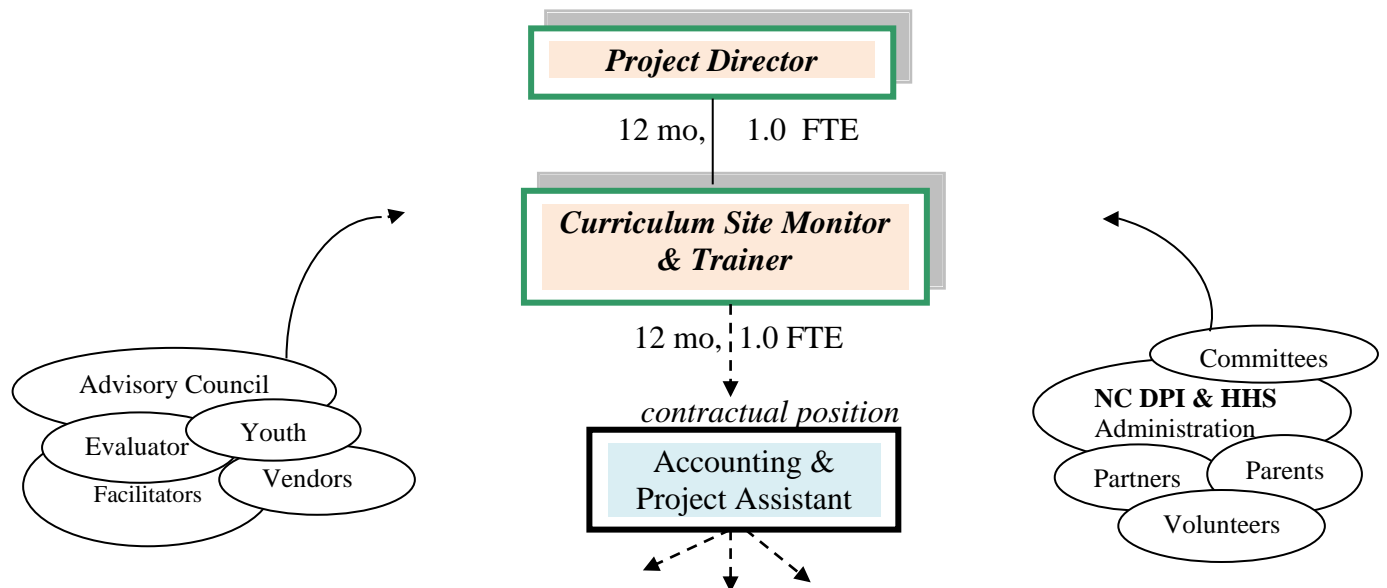 Project Director
12 mo, 1.0 FTE
Curriculum Site Monitor
& Trainer
12 mo, 1.0 FTE
contractual position
Accounting &
Project Assistant
Advisory Council
Evaluator
Youth
Facilitators
Vendors
Committees
NC DPI & HHS
Administration
Partners
Parents
Volunteers